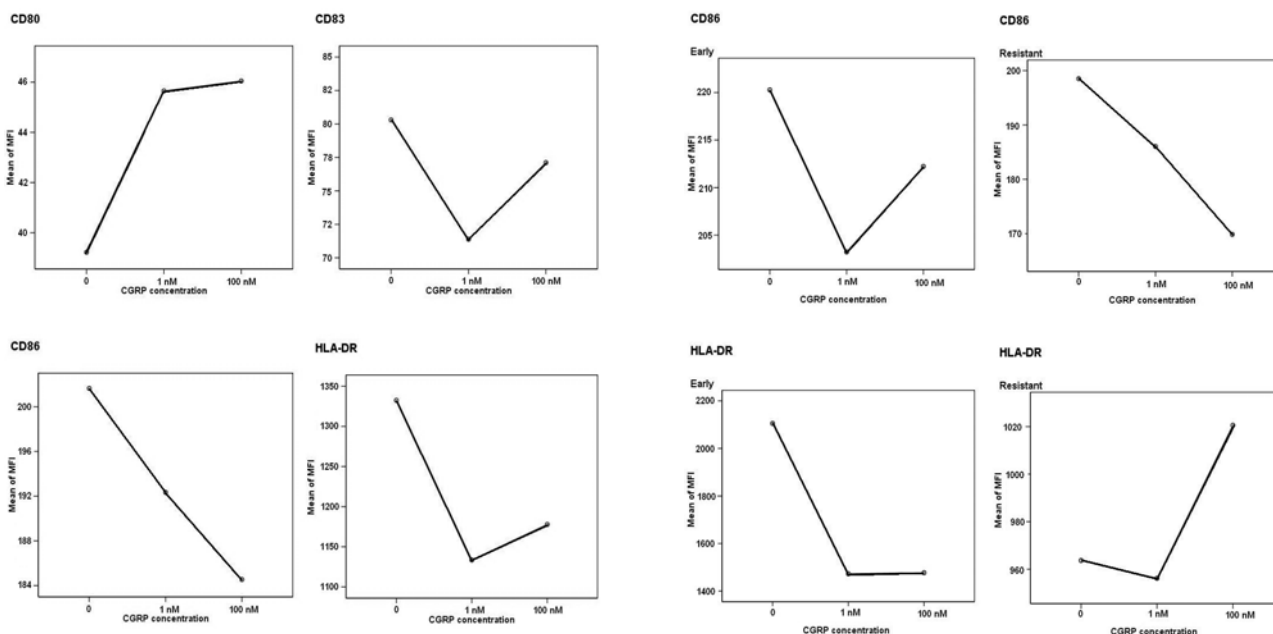 CD80
46
44
42
40
Mean of MFI
0
1 nM
100 nM
CGRP concentration
CD83
85
82
80
78
75
72
70
Mean of MFI
0
1 nM
100 nM
CGRP concentration
CD86
Early
220
215
210
205
Mean of MFI
0
1 nM
100 nM
CGRP concentration
CD86
Resistant
200
190
180
170
Mean of MFI
0
1 nM
100 nM
CGRP concentration
CD86
200
196
192
188
184
Mean of MFI
0
1 nM
100 nM
CGRP concentration
HLA-DR
1350
1300
1250
1200
1150
1100
Mean of MFI
0
1 nM
100 nM
CGRP concentration
HLA-DR
Early
2200
2000
1800
1600
1400
Mean of MFI
0
1 nM
100 nM
CGRP concentration
HLA-DR
Resistant
1020
1000
980
960
Mean of MFI
0
1 nM
100 nM
CGRP concentration